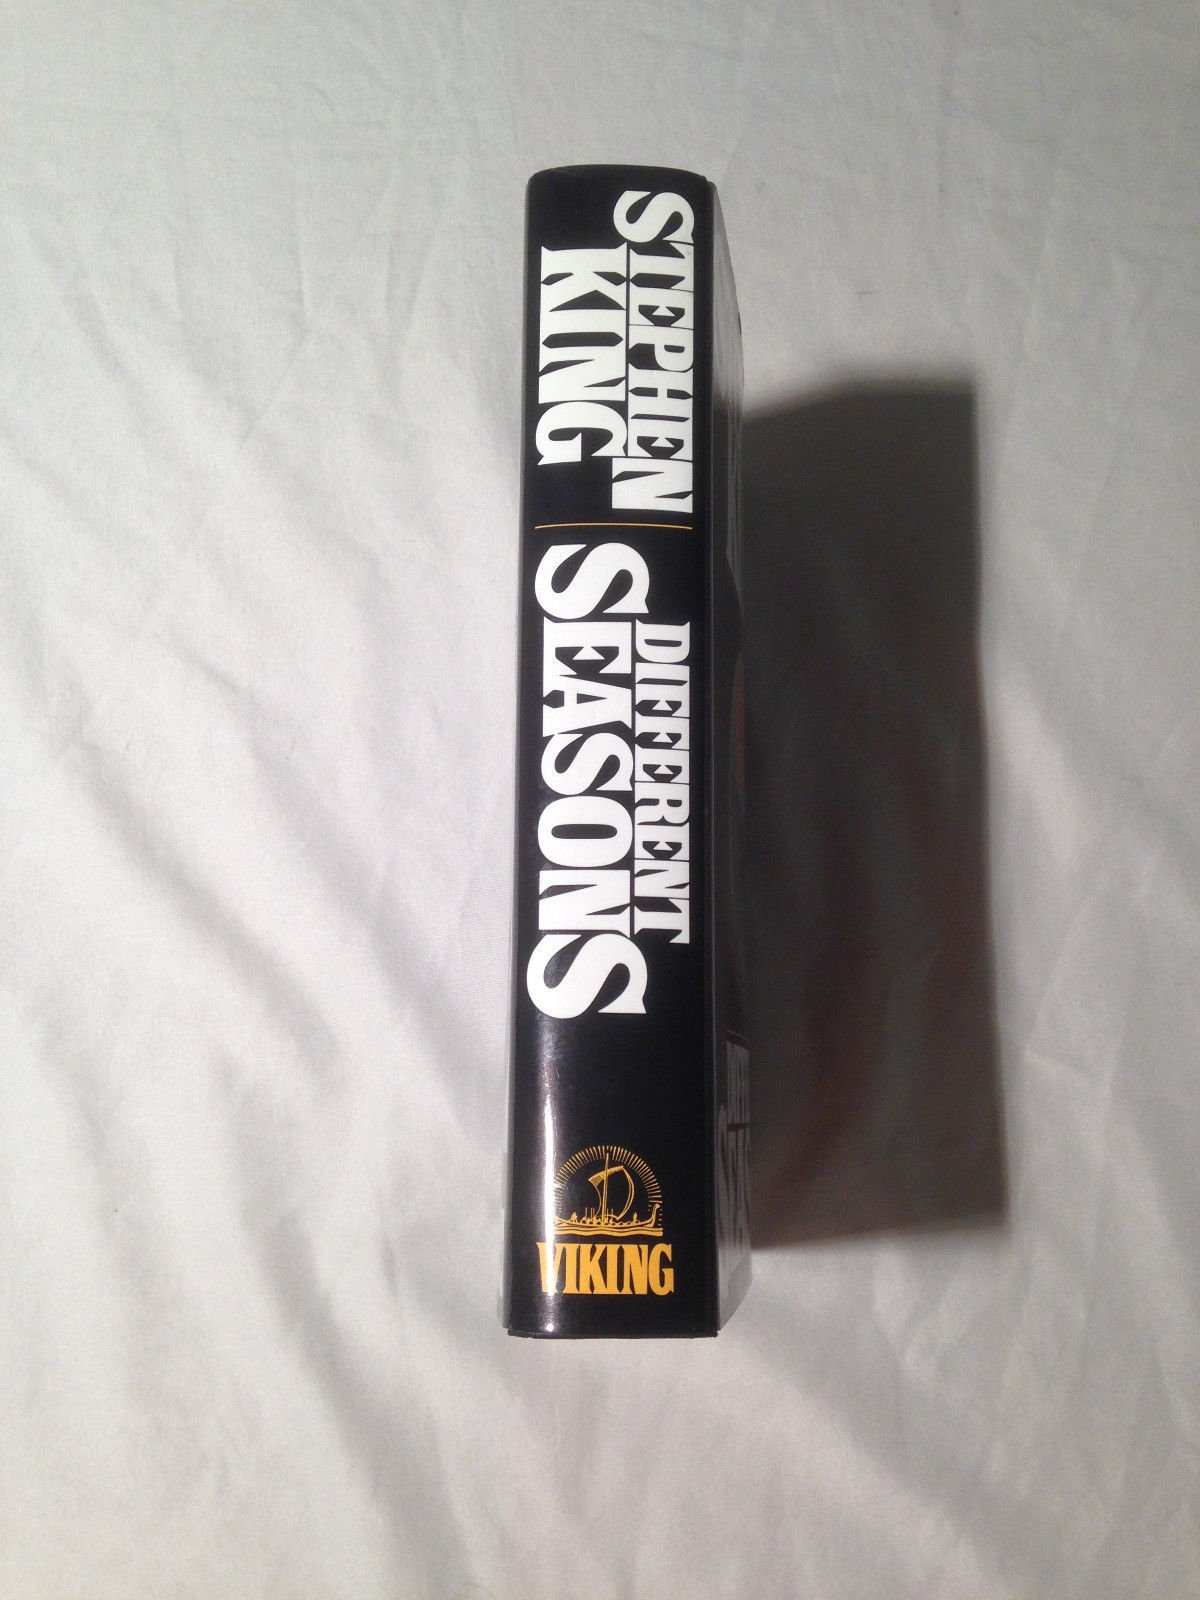 STEPHEN
KING
DIFFERENT
SEASONS
VIKING